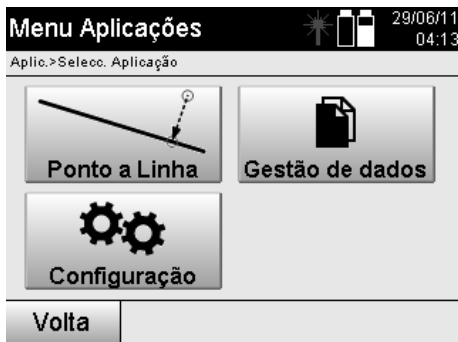 Menu Aplicações
29/06/11
04:13
Aplic.>Selecc. Aplicação
Ponto a Linha
Gestão de dados
Configuração
Volta